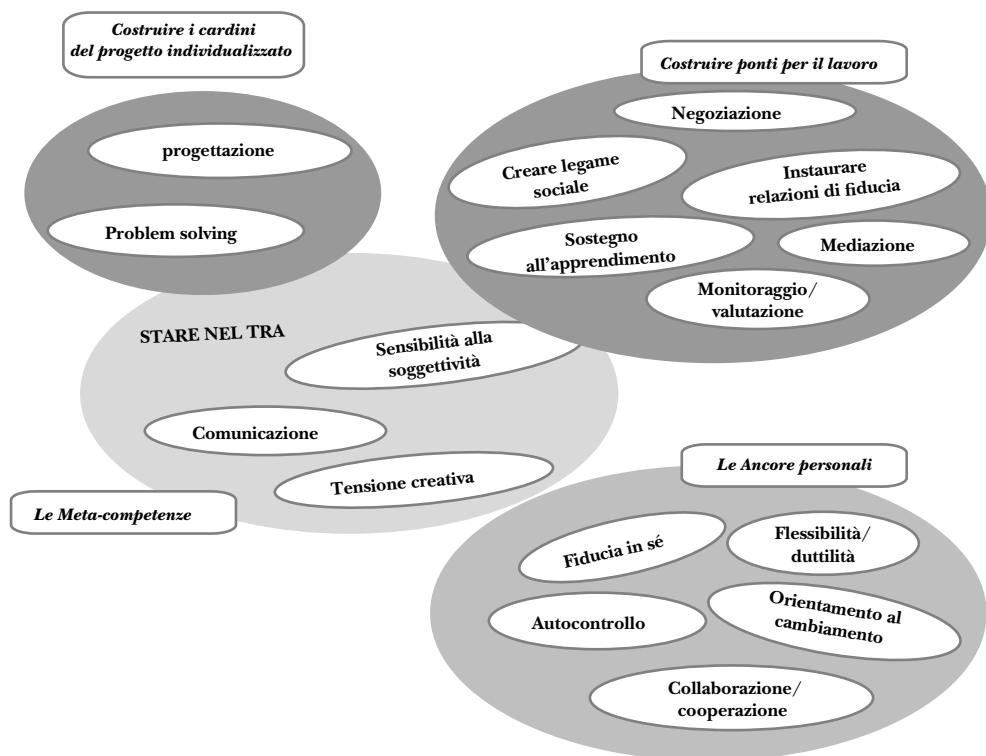 Costruire i cardini
del progetto individualizzato
progettazione
Problem solving
Costruire ponti per il lavoro
Negoziazione
Creare legame
sociale
Instaurare
relazioni di fiducia
Sostegno
all'apprendimento
Mediazione
Monitoraggio/
valutazione
STARE NEL TRA
Sensibilità alla
soggettività
Comunicazione
Tensione creativa
Le Meta-competenze
Le Ancore personali
Fiducia in sé
Flessibilità/
duttilità
Autocontrollo
Orientamento al
cambiamento
Collaborazione/
cooperazione